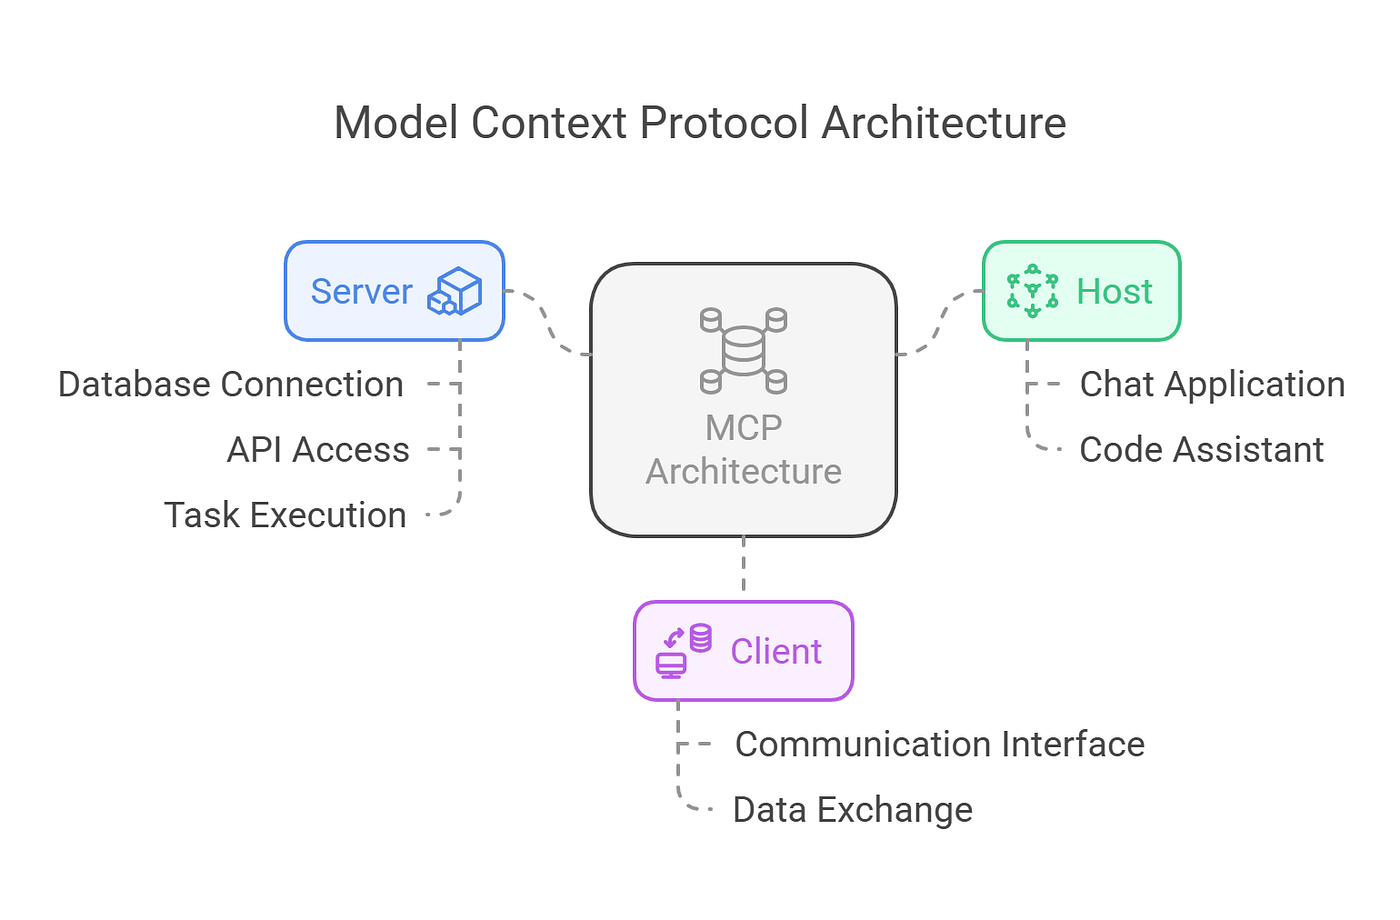 Model Context Protocol Architecture
Server
Database Connection
API Access
Task Execution
MCP
Architecture
Host
Chat Application
Code Assistant
Client
Communication Interface
Data Exchange